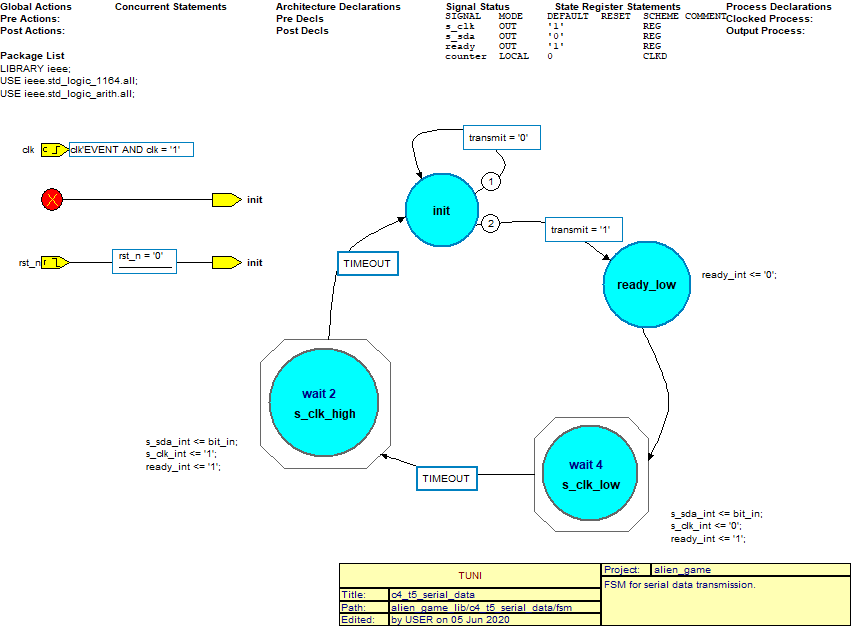 Global Actions
Pre Actions:
Post Actions:
Concurrent Statements
Architecture Declarations
Pre Decls
Post Decls
Signal Status
SIGNAL MODE DEFAULT RESET SCHEME COMMENT
s_clk OUT '1' REG
s_sda OUT '0' REG
ready OUT '1' REG
counter LOCAL 0 CLKD
State Register Statements
Process Declarations
Clocked Process:
Output Process:
Package List
LIBRARY ieee;
USE ieee.std_logic_1164.all;
USE ieee.std_logic_arith.all;
clk C clk'EVENT AND clk = '1'
init
rst_n r rst_n = '0' init
transmit = '0'
1
init
2
transmit = '1'
TIMEOUT
ready_low
ready_int <= '0';
wait 2
s_clk_high
s_sda_int <= bit_in;
s_clk_int <= '1';
ready_int <= '1';
TIMEOUT
wait 4
s_clk_low
s_sda_int <= bit_in;
s_clk_int <= '0';
ready_int <= '1';
TUNI
Title: c4_t5_serial_data
Path: alien_game_lib/c4_t5_serial_data/fsm
Edited: by USER on 05 Jun 2020
Project: alien_game
FSM for serial data transmission.